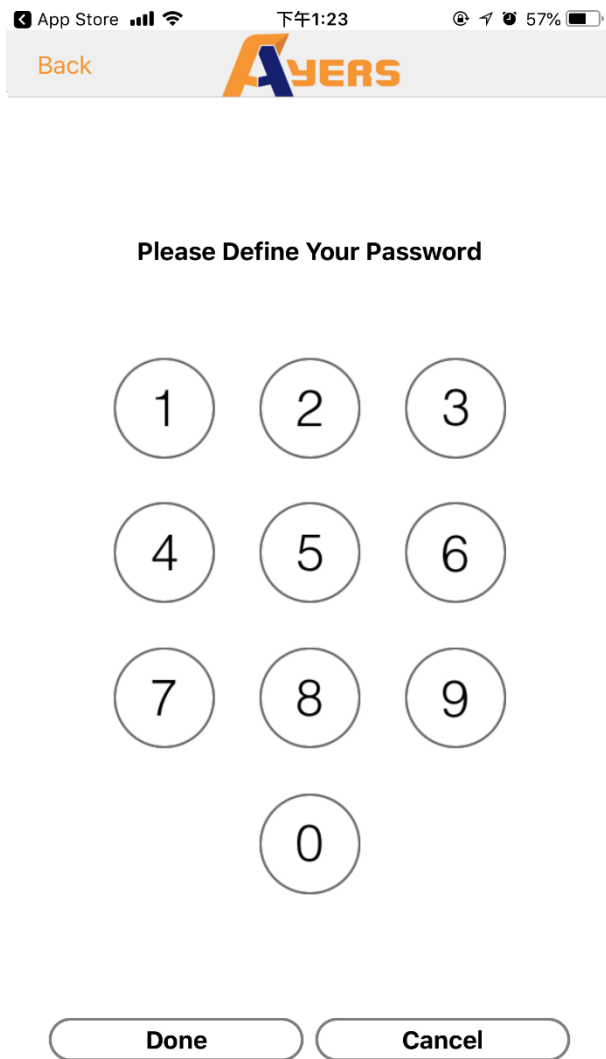 App Store 下午1:23 57%
Back AYERS
Please Define Your Password
1 2 3
4 5 6
7 8 9
0
Done Cancel